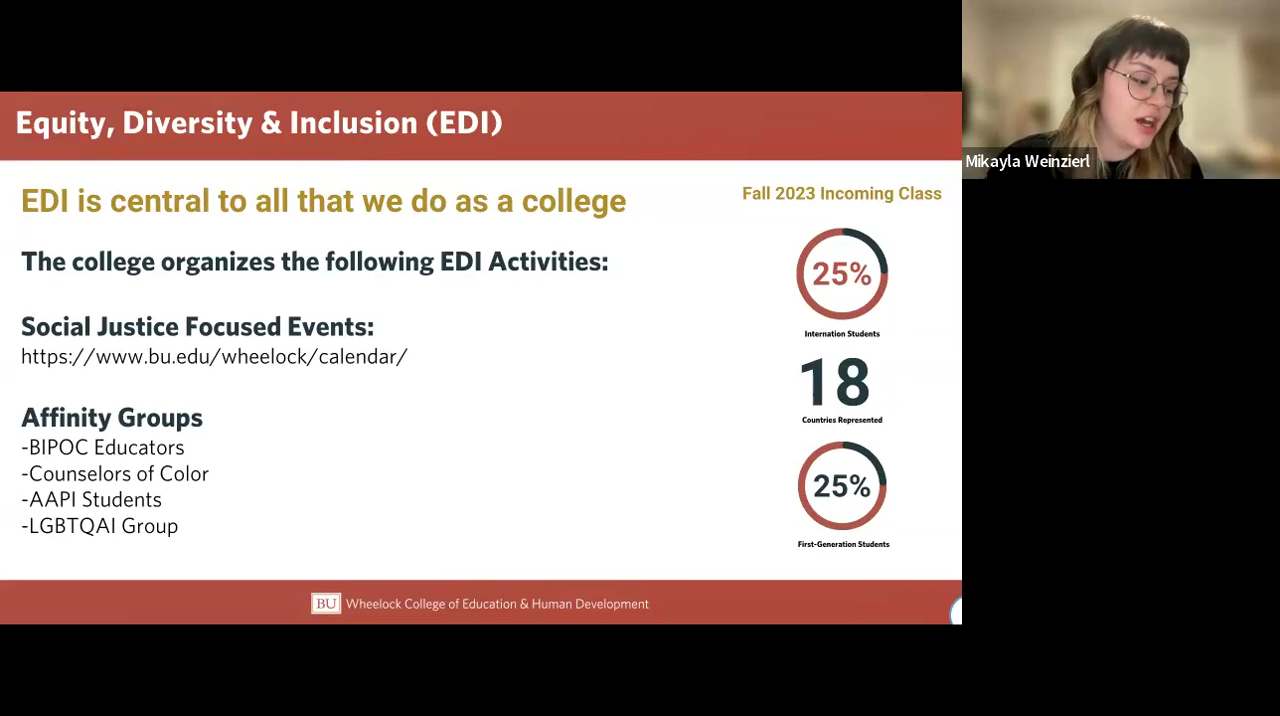 Equity, Diversity & Inclusion (EDI)
EDI is central to all that we do as a college
The college organizes the following EDI Activities:
Social Justice Focused Events:
https://www.bu.edu/wheelock/calendar/
Affinity Groups
-BIPOC Educators
-Counselors of Color
-AAPI Students
-LGBTQAI Group
Fall 2023 Incoming Class
25%
Internation Students
18
Countries Represented
25%
First-Generation Students
BU Wheelock College of Education & Human Development
Mikayla Weinzierl